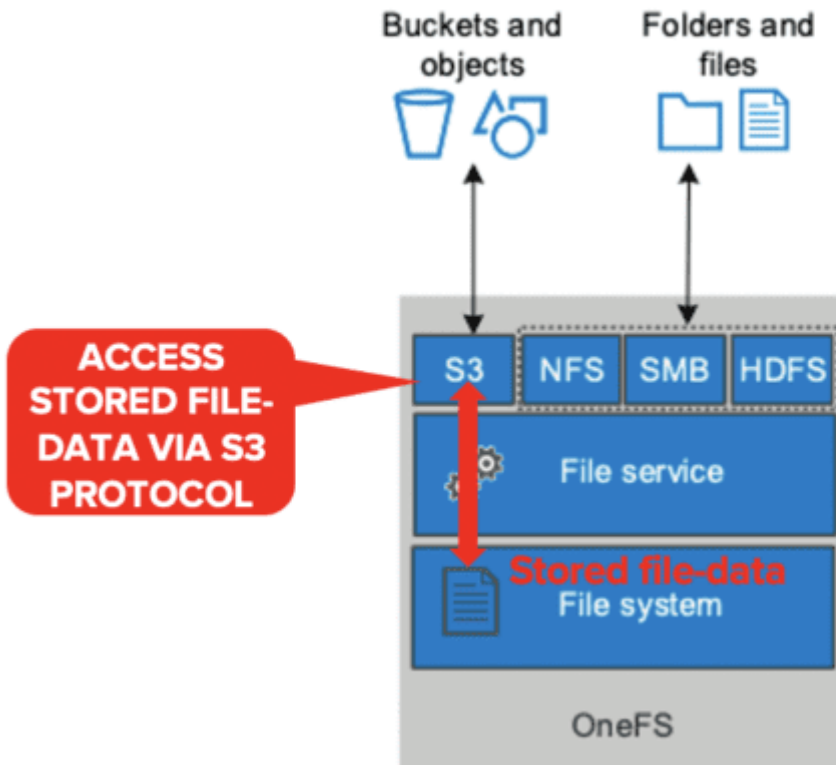 Buckets and
objects
Folders and
files
ACCESS
STORED FILE-
DATA VIA S3
PROTOCOL
S3
NFS
SMB
HDFS
File service
Stored file-data
File system
OneFS